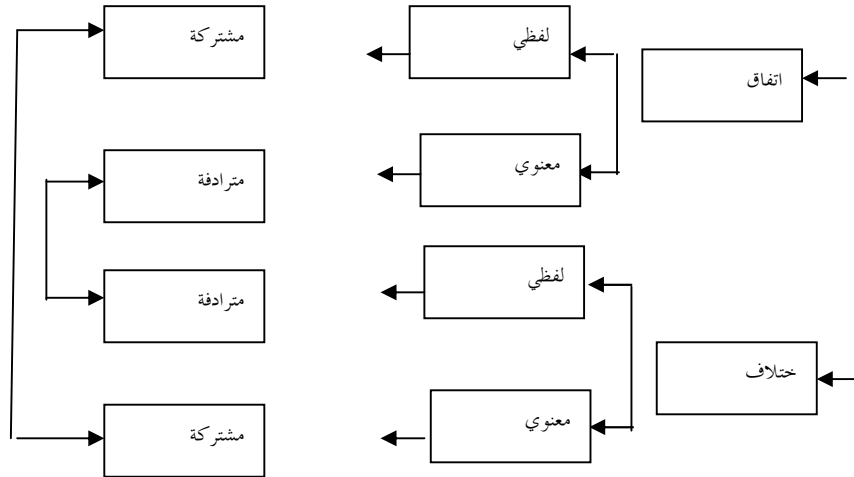 اتفاق
لفظي
مشتركة
معنوي
مترادفة
ختلاف
لفظي
مترادفة
معنوي
مشتركة